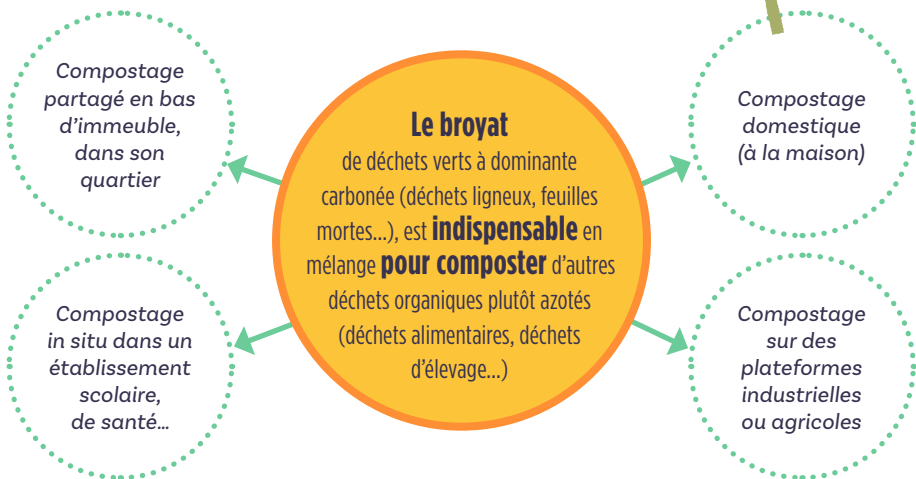 Compostage
partagé en bas
d'immeuble,
dans son
quartier
Le broyat
de déchets verts à dominante
carbonée (déchets ligneux, feuilles
mortes...), est indispensable en
mélange pour composter d'autres
déchets organiques plutôt azotés
(déchets alimentaires, déchets
d'élevage...)
Compostage
domestique
(à la maison)
Compostage
in situ dans un
établissement
scolaire,
de santé...
Compostage
sur des
plateformes
industrielles
ou agricoles